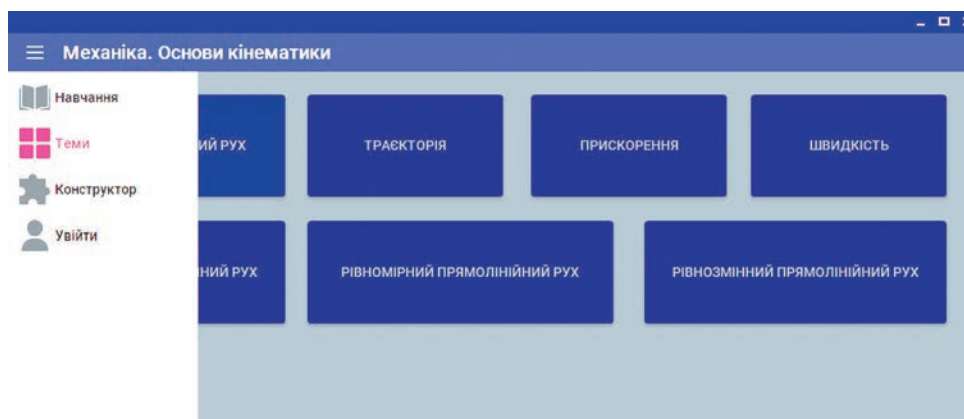 Механіка. Основи кінематики
Навчання
Теми
Конструктор
Увійти
ИЙ РУХ
ТРАЄКТОРІЯ
ПРИСКОРЕННЯ
ШВИДКІСТЬ
ННИЙ РУХ
РІВНОМІРНИЙ ПРЯМОЛІНІЙНИЙ РУХ
РІВНОЗМІННИЙ ПРЯМОЛІНІЙНИЙ РУХ